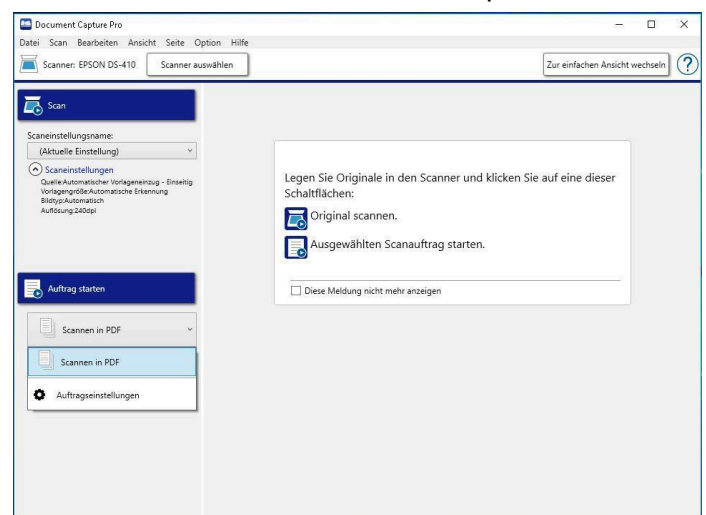 Document Capture Pro
Datei Scan Bearbeiten Ansicht Seite Option Hilfe
Scanner: EPSON DS-410 Scanner auswählen Zur einfachen Ansicht wechseln ?
Scan
Scaneinstellungsname:
(Aktuelle Einstellung)
Scaneinstellungen
Quelle:Automatischer Vorlageneinzug - Einseitig
Vorlagengröße:Automatische Erkennung
Bildtyp:Automatisch
Auflösung:240dpi
Legen Sie Originale in den Scanner und klicken Sie auf eine dieser
Schaltflächen:
Original scannen.
Ausgewählten Scanauftrag starten.
Diese Meldung nicht mehr anzeigen
Auftrag starten
Scannen in PDF
Scannen in PDF
Auftragseinstellungen